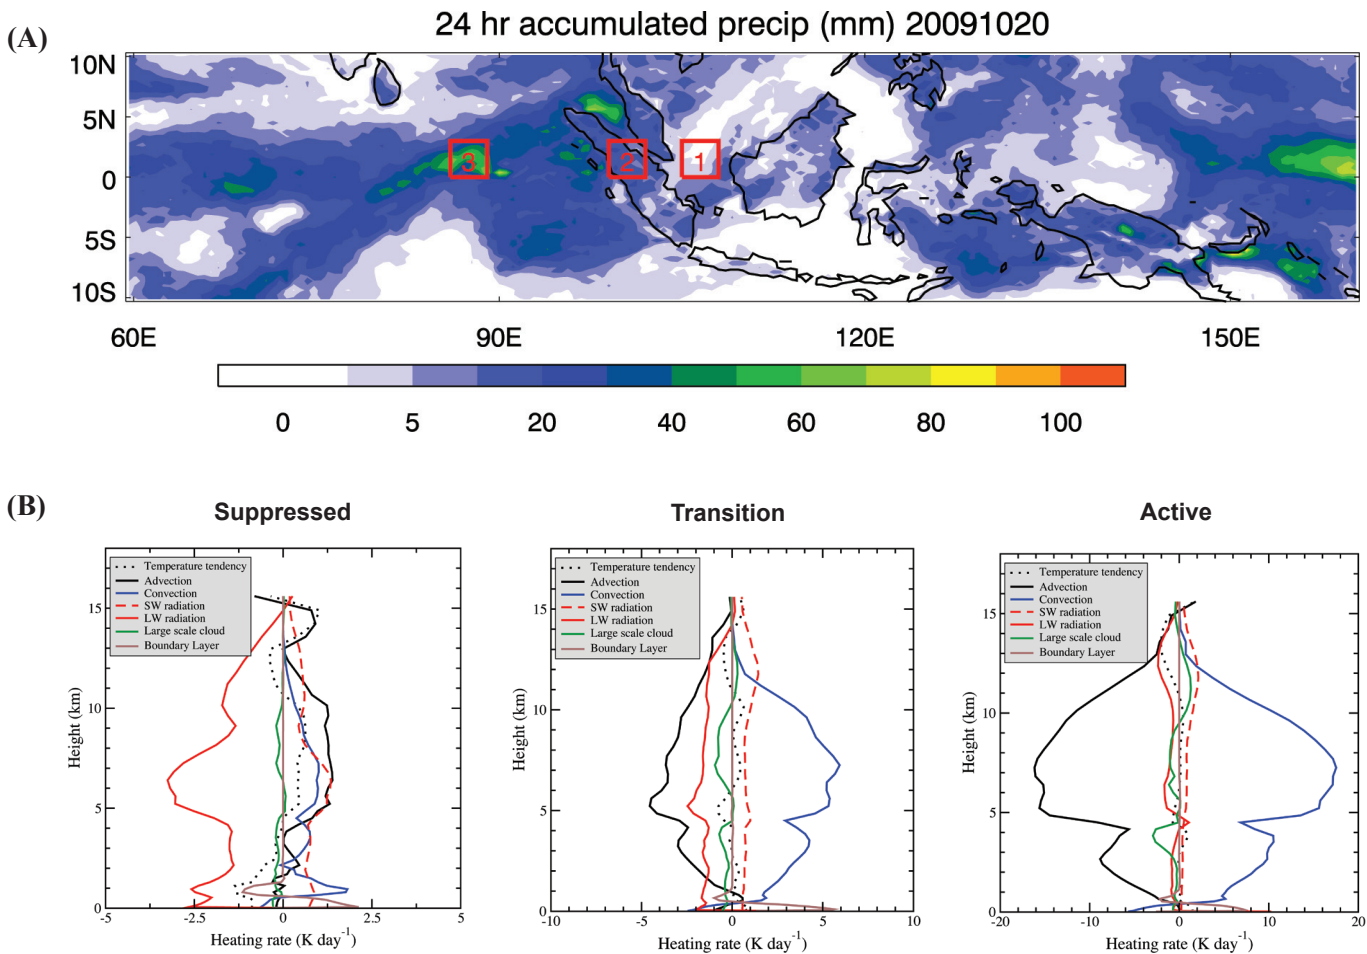 (A)
24 hr accumulated precip (mm) 20091020
10N
5N
0
5S
10S
3
2
1
60E
90E
120E
150E
0 5 20 40 60 80 100
(B)
Suppressed
Temperature tendency
Advection
Convection
SW radiation
LW radiation
Large scale cloud
Boundary Layer
15
10
5
0
Height (km)
-5 -2.5 0 2.5 5
Heating rate (K day-1)
Transition
Temperature tendency
Advection
Convection
SW radiation
LW radiation
Large scale cloud
Boundary Layer
15
10
5
0
Height (km)
-10 -5 0 5 10
Heating rate (K day-1)
Active
Temperature tendency
Advection
Convection
SW radiation
LW radiation
Large scale cloud
Boundary Layer
15
10
5
0
Height (km)
-20 -10 0 10 20
Heating rate (K day-1)